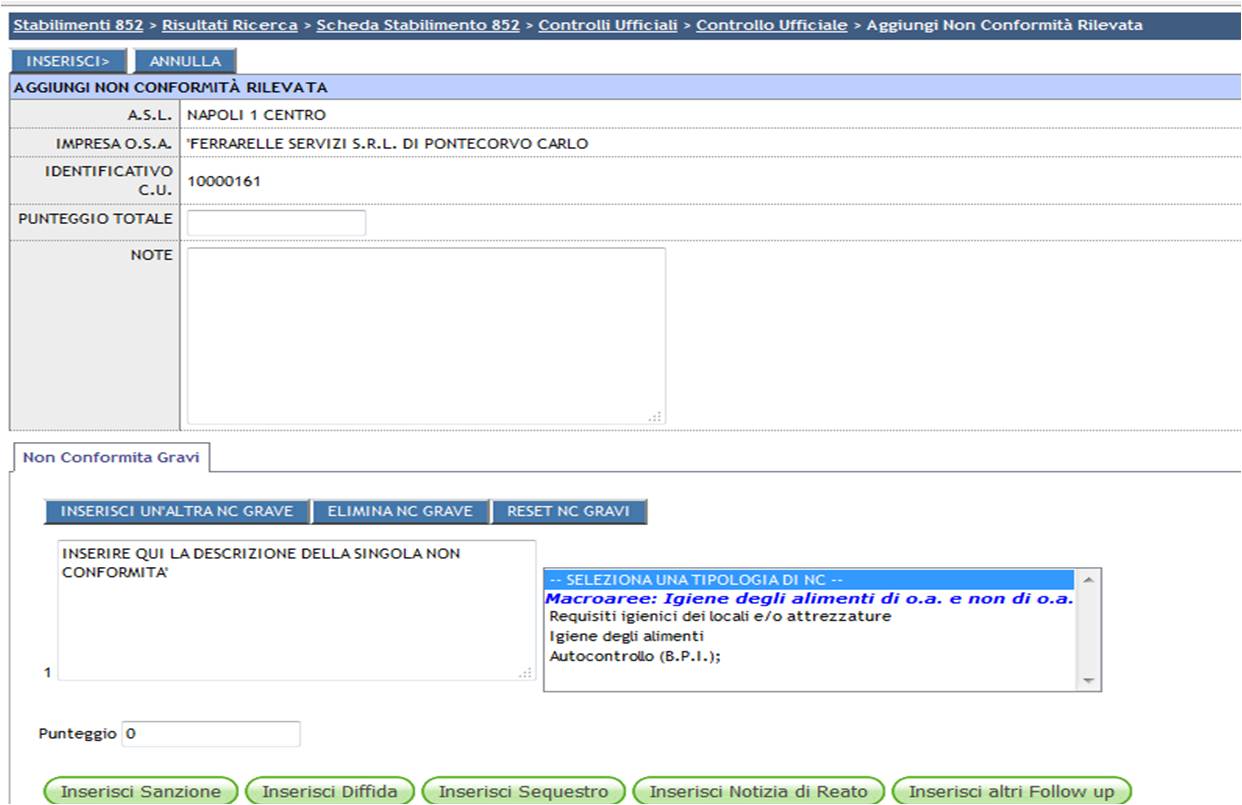 Stabilimenti 852 > Risultati Ricerca > Scheda Stabilimento 852 > Controlli Ufficiali > Controllo Ufficiale > Aggiungi Non Conformità Rilevata
INSERISCI> ANNULLA
AGGIUNGI NON CONFORMITÀ RILEVATA
A.S.L. NAPOLI 1 CENTRO
IMPRESA O.S.A. 'FERRARELLE SERVIZI S.R.L. DI PONTECORVO CARLO
IDENTIFICATIVO
C.U. 10000161
PUNTEGGIO TOTALE
NOTE
Non Conformita Gravi
INSERISCI UN'ALTRA NC GRAVE ELIMINA NC GRAVE RESET NC GRAVI
INSERIRE QUI LA DESCRIZIONE DELLA SINGOLA NON
CONFORMITA'
-- SELEZIONA UNA TIPOLOGIA DI NC --
Macroaree: Igiene degli alimenti di o.a. e non di o.a.
Requisiti igienici dei locali e/o attrezzature
Igiene degli alimenti
Autocontrollo (B.P.I.);
1
Punteggio 0
Inserisci Sanzione Inserisci Diffida Inserisci Sequestro Inserisci Notizia di Reato Inserisci altri Follow up